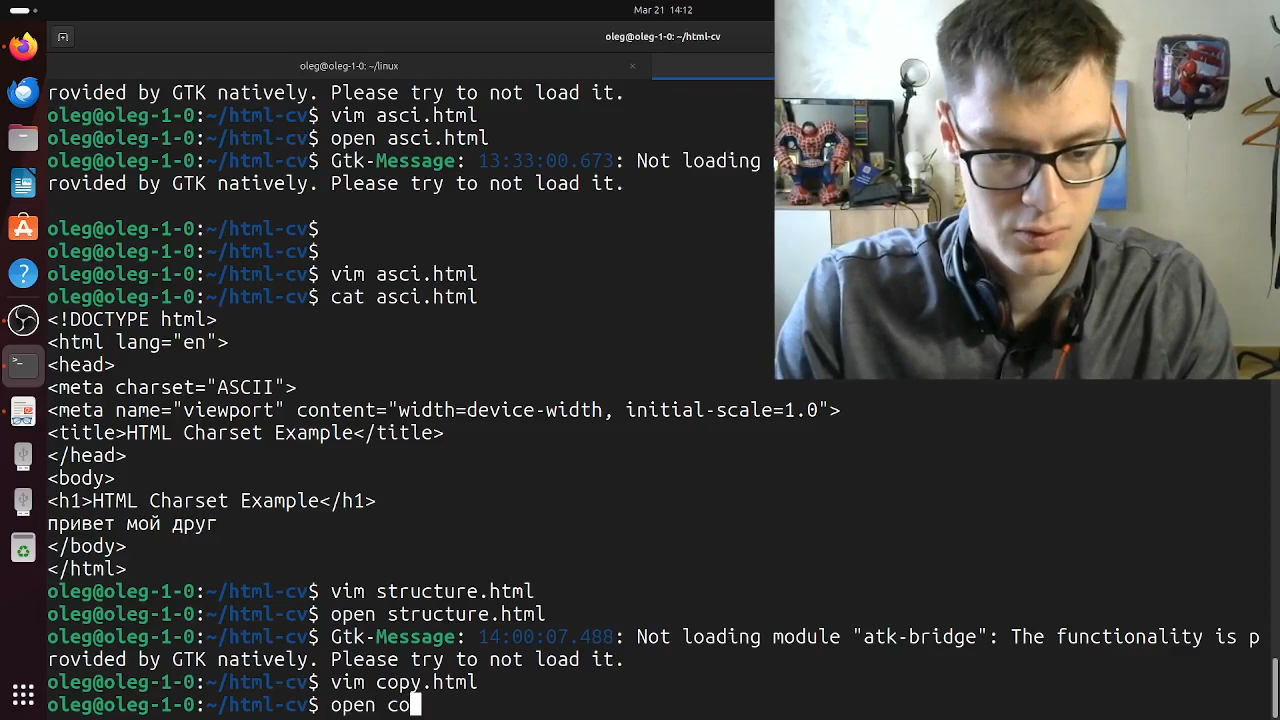 Mar 21 14:12
oleg@oleg-1-0: ~/html-cv
oleg@oleg-1-0: ~/linux
rovided by GTK natively. Please try to not load it.
oleg@oleg-1-0:~/html-cv$ vim asci.html
oleg@oleg-1-0:~/html-cv$ open asci.html
oleg@oleg-1-0:~/html-cv$ Gtk-Message: 13:33:00.673: Not loading
rovided by GTK natively. Please try to not load it.
oleg@oleg-1-0:~/html-cv$
oleg@oleg-1-0:~/html-cv$
oleg@oleg-1-0:~/html-cv$ vim asci.html
oleg@oleg-1-0:~/html-cv$ cat asci.html
<!DOCTYPE html>
<html lang="en">
<head>
<meta charset="ASCII">
<meta name="viewport" content="width=device-width, initial-scale=1.0">
<title>HTML Charset Example</title>
</head>
<body>
<h1>HTML Charset Example</h1>
привет мой друг
</body>
</html>
oleg@oleg-1-0:~/html-cv$ vim structure.html
oleg@oleg-1-0:~/html-cv$ open structure.html
oleg@oleg-1-0:~/html-cv$ Gtk-Message: 14:00:07.488: Not loading module "atk-bridge": The functionality is p
rovided by GTK natively. Please try to not load it.
oleg@oleg-1-0:~/html-cv$ vim copy.html
oleg@oleg-1-0:~/html-cv$ open co